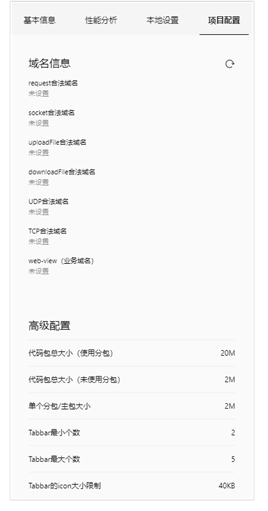 基本信息 性能分析 本地设置 项目配置
域名信息
request合法域名
未设置
socket合法域名
未设置
uploadFile合法域名
未设置
downloadFile合法域名
未设置
UDP合法域名
未设置
TCP合法域名
未设置
web-view（业务域名）
未设置
高级配置
代码包总大小（使用分包） 20M
代码包总大小（未使用分包） 2M
单个分包/主包大小 2M
Tabbar最小个数 2
Tabbar最大个数 5
Tabbar的icon大小限制 40KB